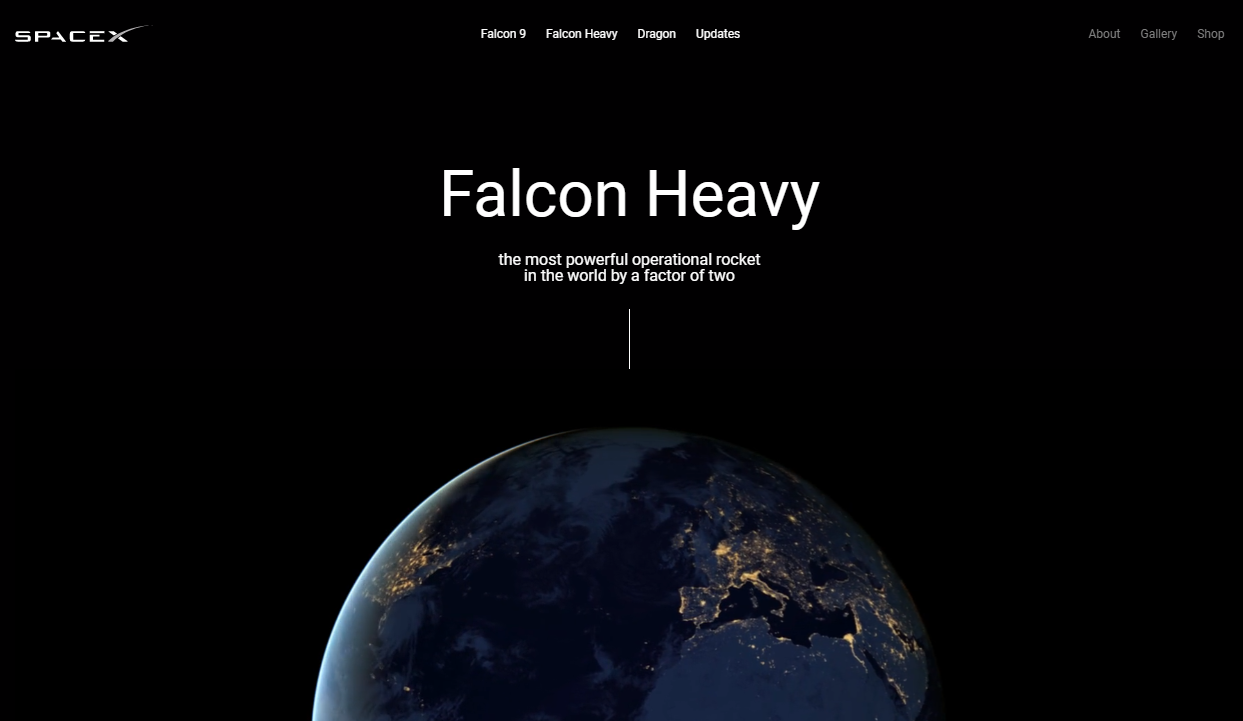 SPACEX
Falcon 9 Falcon Heavy Dragon Updates
About Gallery Shop
Falcon Heavy
the most powerful operational rocket
in the world by a factor of two